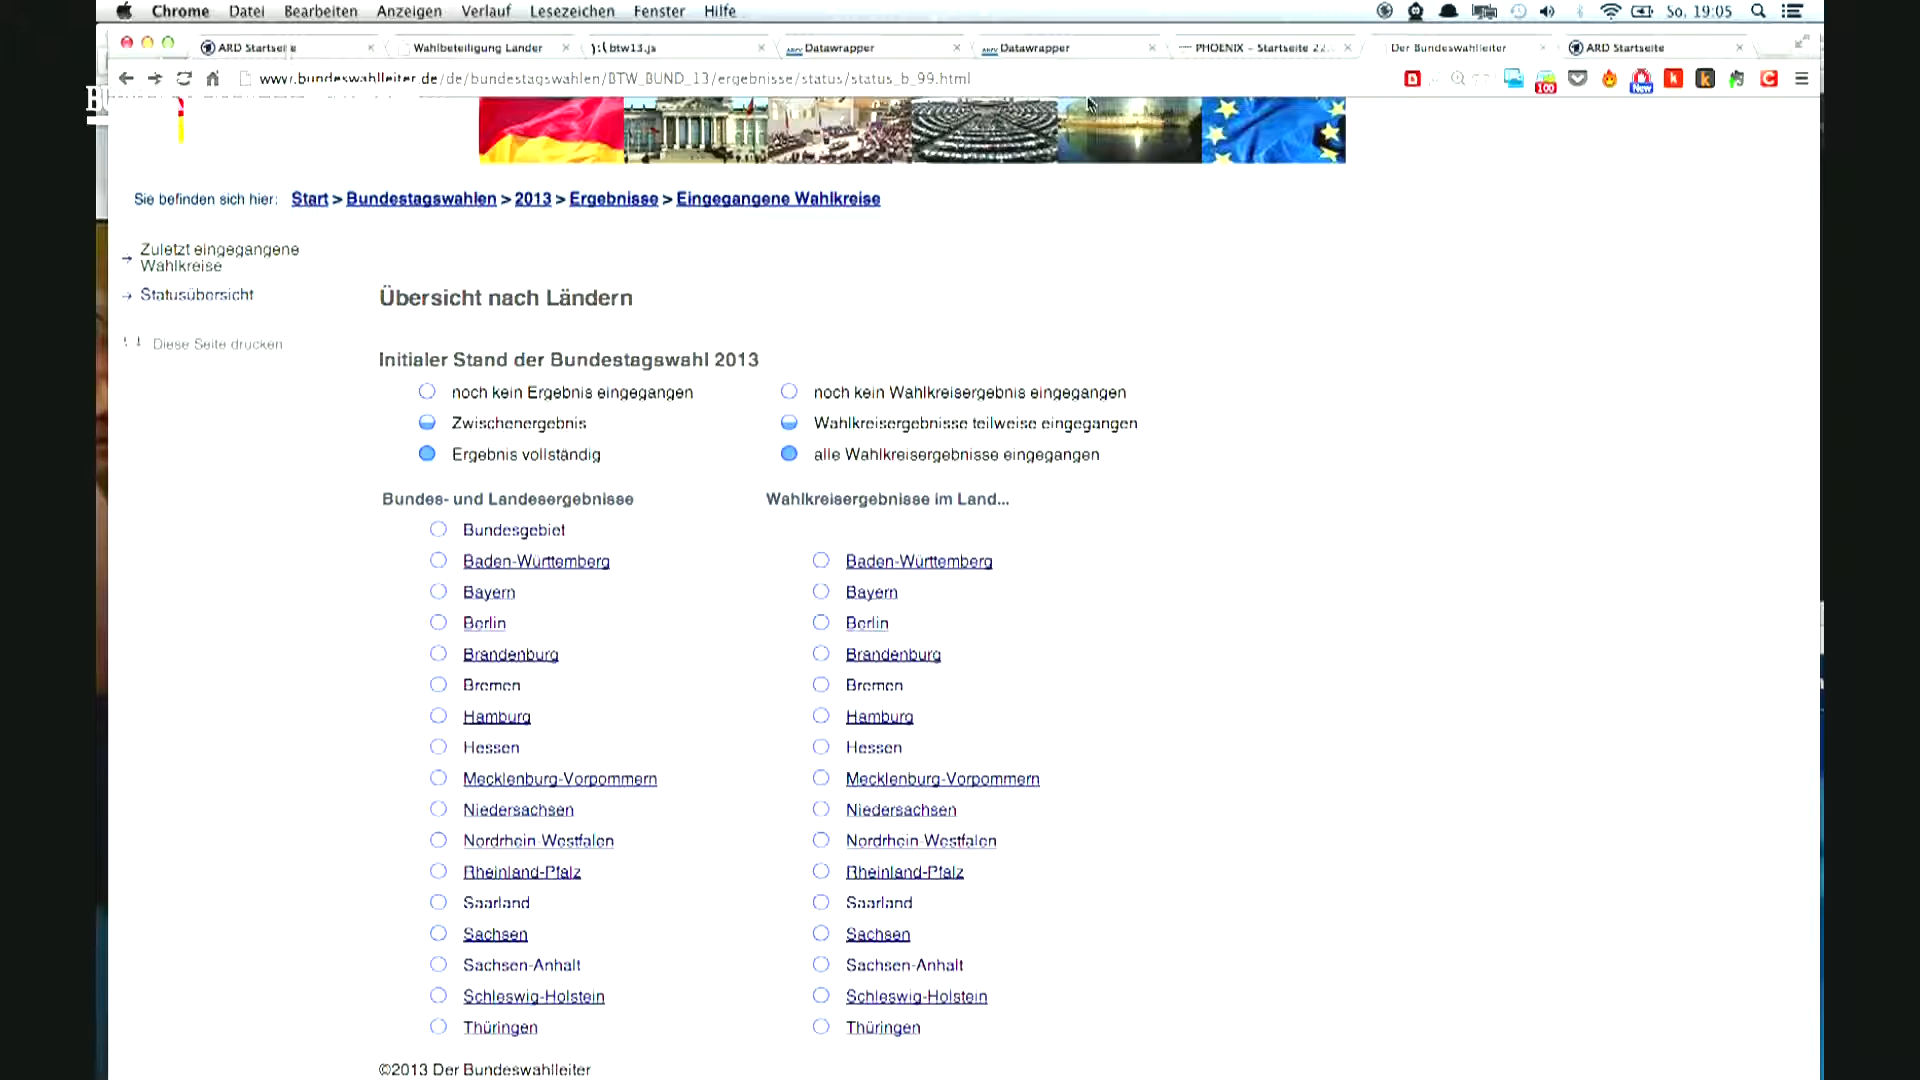 Chrome Datei Bearbeiten Anzeigen Verlauf Lesezeichen Fenster Hilfe So. 19:05
ARD Startseite Wahlbeteiligung Länder btw13.js Datawrapper Datawrapper PHOENIX – Startseite 22... Der Bundeswahlleiter ARD Startseite
www.bundeswahlleiter.de/de/bundestagswahlen/BTW_BUND_13/ergebnisse/status/status_b_99.html
100 New
Sie befinden sich hier: Start > Bundestagswahlen > 2013 > Ergebnisse > Eingegangene Wahlkreise
Zuletzt eingegangene
Wahlkreise
Statusübersicht
Diese Seite drucken
Übersicht nach Ländern
Initialer Stand der Bundestagswahl 2013
noch kein Ergebnis eingegangen noch kein Wahlkreisergebnis eingegangen
Zwischenergebnis Wahlkreisergebnisse teilweise eingegangen
Ergebnis vollständig alle Wahlkreisergebnisse eingegangen
Bundes- und Landesergebnisse Wahlkreisergebnisse im Land...
Bundesgebiet
Baden-Württemberg Baden-Württemberg
Bayern Bayern
Berlin Berlin
Brandenburg Brandenburg
Bremen Bremen
Hamburg Hamburg
Hessen Hessen
Mecklenburg-Vorpommern Mecklenburg-Vorpommern
Niedersachsen Niedersachsen
Nordrhein-Westfalen Nordrhein-Westfalen
Rheinland-Pfalz Rheinland-Pfalz
Saarland Saarland
Sachsen Sachsen
Sachsen-Anhalt Sachsen-Anhalt
Schleswig-Holstein Schleswig-Holstein
Thüringen Thüringen
©2013 Der Bundeswahlleiter